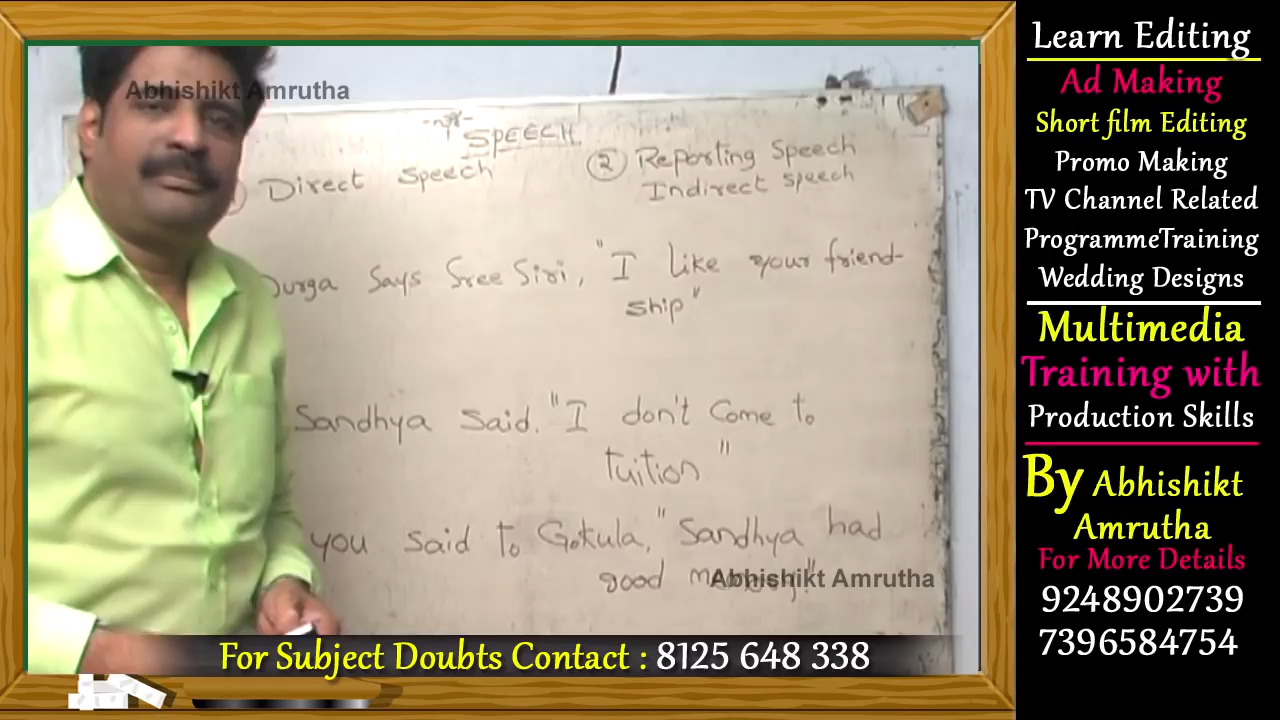 Abhishikt Amrutha
SPEECH
Direct Speech
② Reporting Speech
Indirect speech
Durga says Sree Siri, "I like your friend-
ship"
Sandhya said. "I don't come to
tuition"
you said to Gokula, "Sandhya had
good
Abhishikt Amrutha
For Subject Doubts Contact : 8125 648 338
Learn Editing
Ad Making
Short film Editing
Promo Making
TV Channel Related
ProgrammeTraining
Wedding Designs
Multimedia
Training with
Production Skills
By Abhishikt
Amrutha
For More Details
9248902739
7396584754